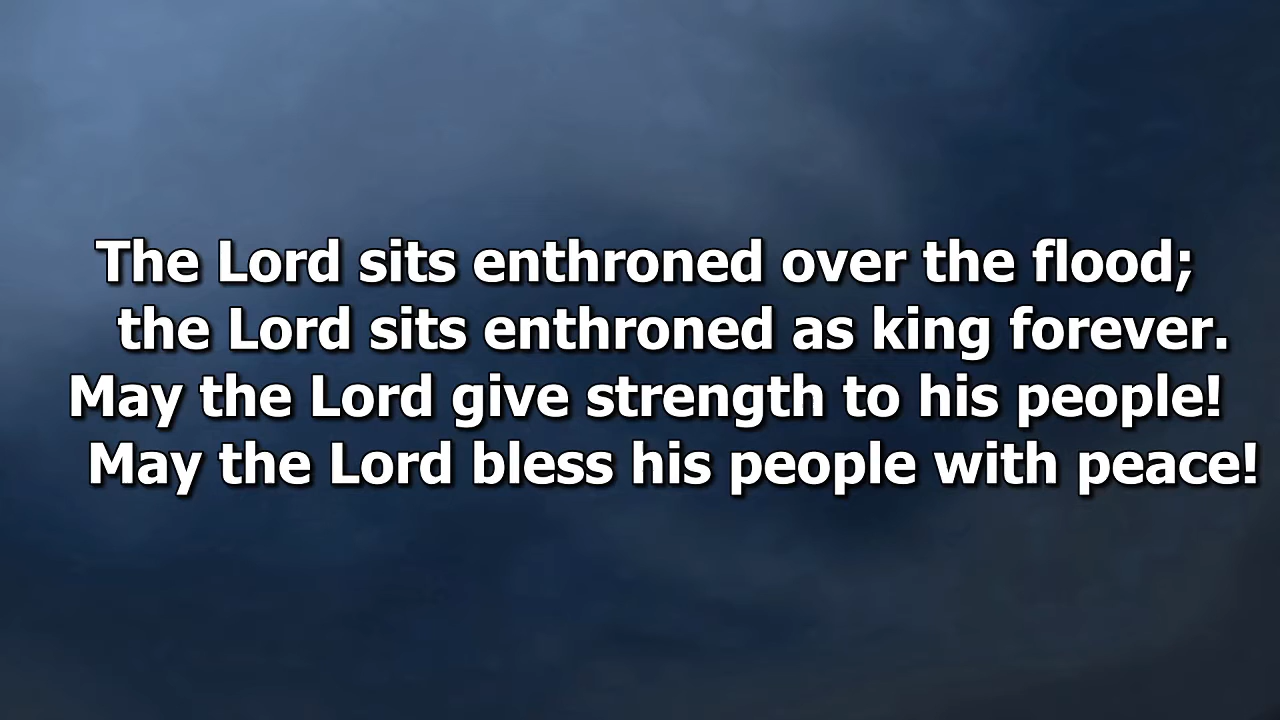 The Lord sits enthroned over the flood;
the Lord sits enthroned as king forever.
May the Lord give strength to his people!
May the Lord bless his people with peace!